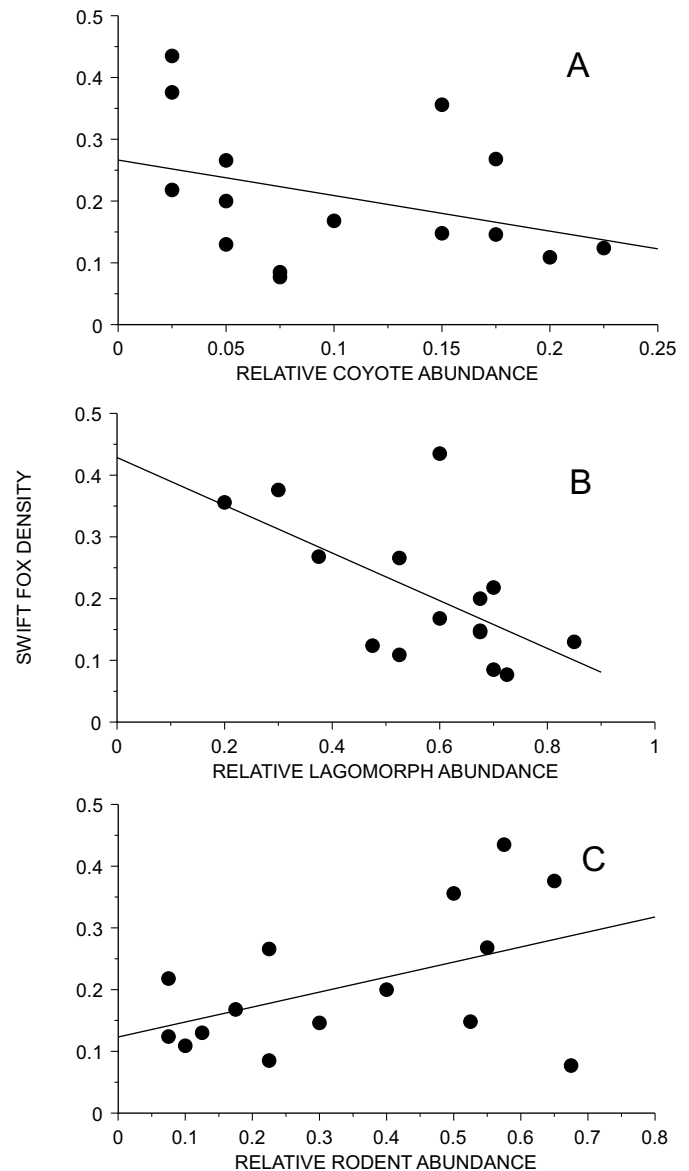 0.5
A
0.4
0.3
0.2
0.1
0
0 0.05 0.1 0.15 0.2 0.25
RELATIVE COYOTE ABUNDANCE
SWIFT FOX DENSITY
0.5
B
0.4
0.3
0.2
0.1
0
0 0.2 0.4 0.6 0.8 1
RELATIVE LAGOMORPH ABUNDANCE
0.5
C
0.4
0.3
0.2
0.1
0
0 0.1 0.2 0.3 0.4 0.5 0.6 0.7 0.8
RELATIVE RODENT ABUNDANCE